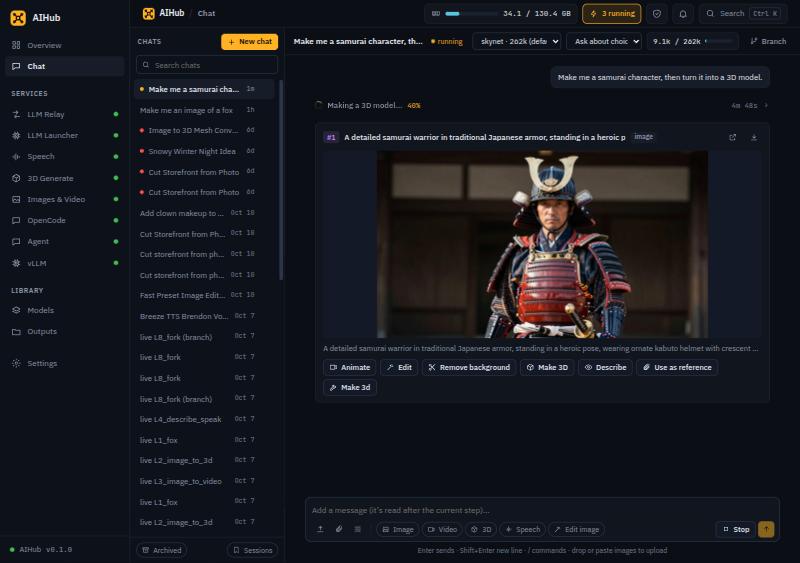 AIHub
Overview
Chat
SERVICES
LLM Relay
LLM Launcher
Speech
3D Generate
Images & Video
OpenCode
Agent
vLLM
LIBRARY
Models
Outputs
Settings
AIHub v0.1.0
AIHub / Chat
34.1 / 130.4 GB
3 running
Search Ctrl K
CHATS
+ New chat
Search chats
Make me a samurai cha... 1m
Make me an image of a fox 1h
Image to 3D Mesh Conv... 6d
Snowy Winter Night Idea 6d
Cut Storefront from Photo 6d
Cut Storefront from Photo 6d
Add clown makeup to ... Oct 18
Cut Storefront from Ph... Oct 18
Cut storefront from ph... Oct 18
Cut storefront from ph... Oct 18
Fast Preset Image Edit... Oct 18
Breeze TTS Brendon Vo... Oct 7
live L8_fork (branch) Oct 7
live L8_fork Oct 7
live L8_fork Oct 7
live L8_fork (branch) Oct 7
live L4_describe_speak Oct 7
live L1_fox Oct 7
live L2_image_to_3d Oct 7
live L3_image_to_video Oct 7
live L1_fox Oct 7
live L2_image_to_3d Oct 7
Archived
Sessions
Make me a samurai character, th... running
skynet · 262k (defau
Ask about choic
9.1k / 262k
Branch
Make me a samurai character, then turn it into a 3D model.
Making a 3D model... 40% 4m 48s
#1 A detailed samurai warrior in traditional Japanese armor, standing in a heroic p image
A detailed samurai warrior in traditional Japanese armor, standing in a heroic pose, wearing ornate kabuto helmet with crescent ...
Animate
Edit
Remove background
Make 3D
Describe
Use as reference
Make 3d
Add a message (it's read after the current step)...
Image
Video
3D
Speech
Edit image
Stop
Enter sends · Shift+Enter new line · / commands · drop or paste images to upload